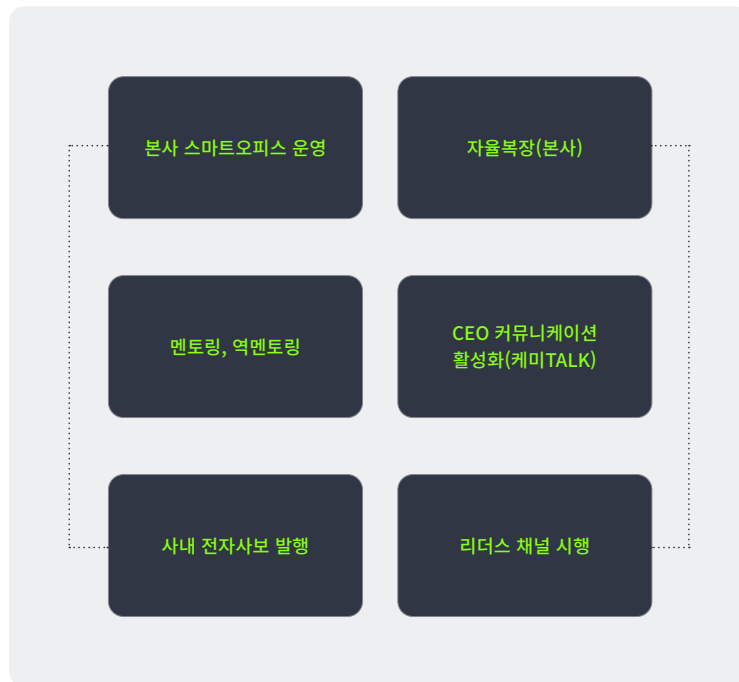 본사 스마트오피스 운영
자율복장(본사)
멘토링, 역멘토링
CEO 커뮤니케이션
활성화(케미TALK)
사내 전자사보 발행
리더스 채널 시행